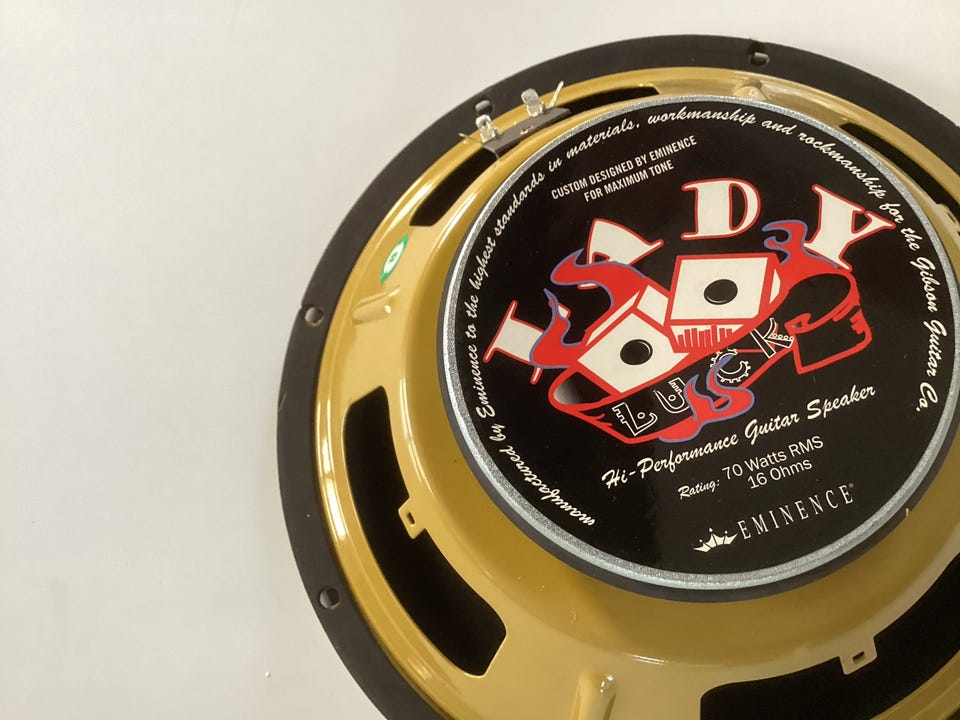 manufactured by Eminence to the highest standards in materials, workmanship and rockmanship for the Gibson Guitar Co.
CUSTOM DESIGNED BY EMINENCE
FOR MAXIMUM TONE
LADY
LUCK
Hi-Performance Guitar Speaker
Rating: 70 Watts RMS
16 Ohms
EMINENCE®